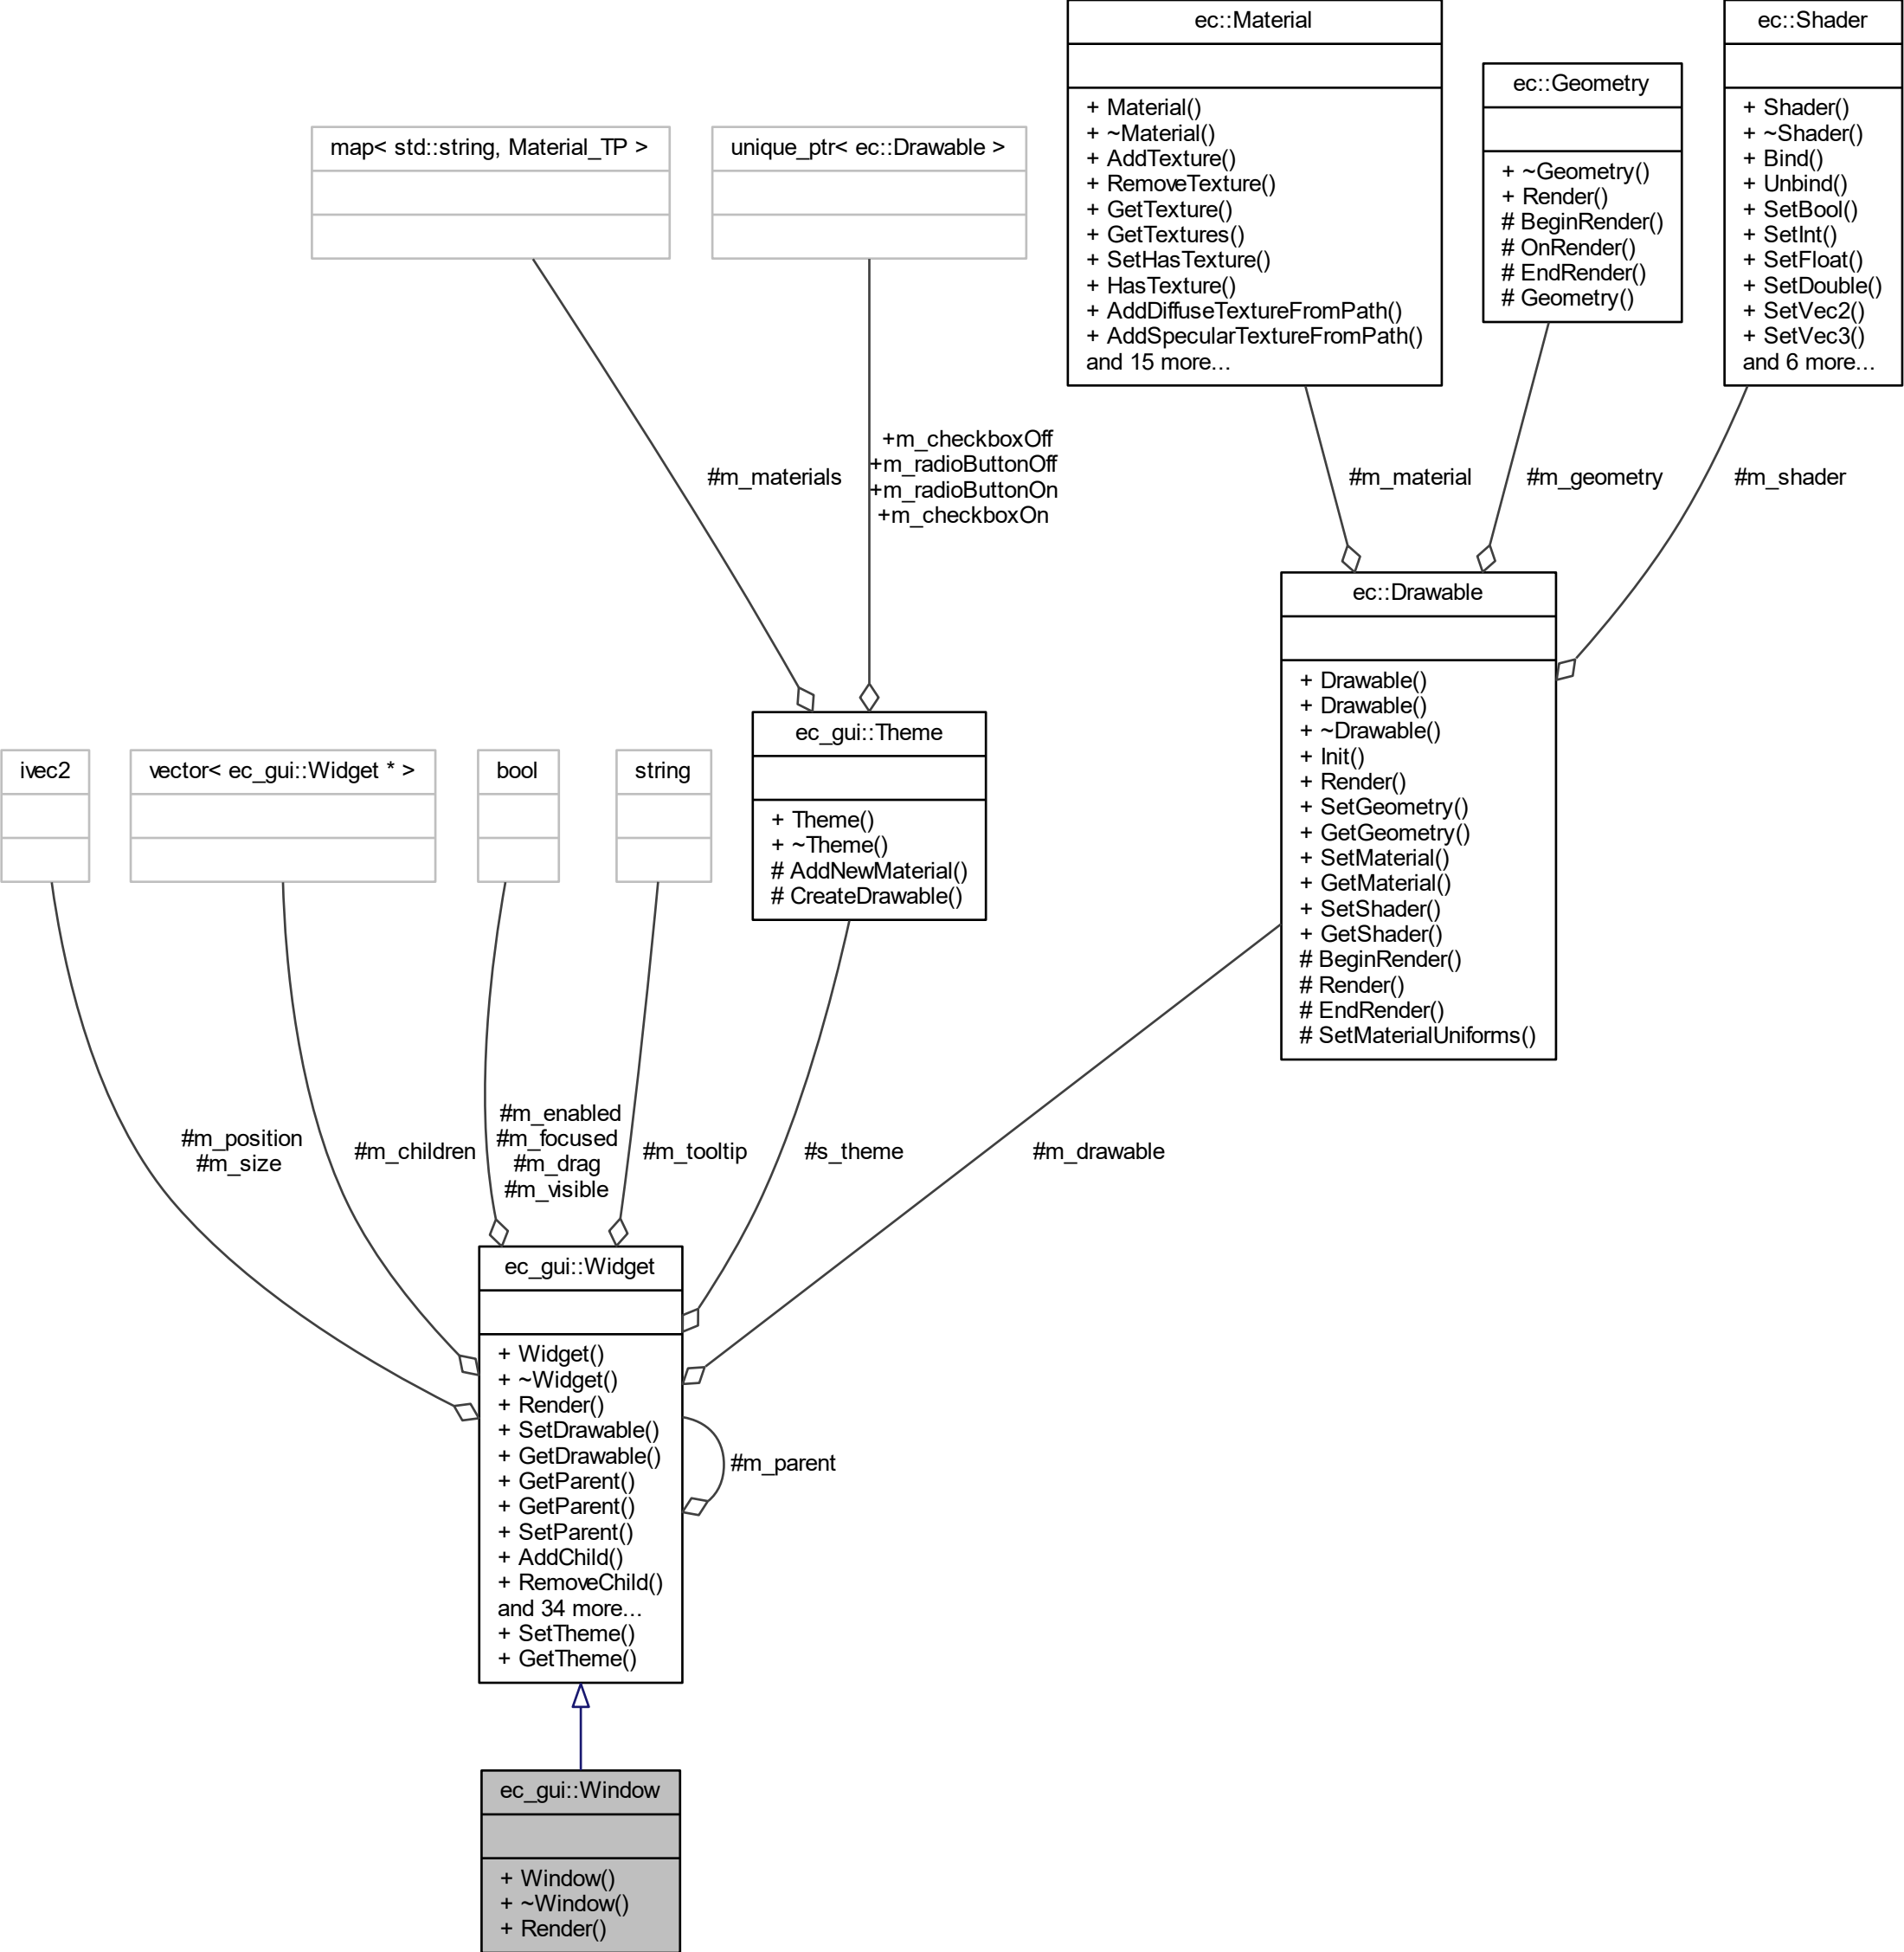 ec::Material
+ Material()
+ ~Material()
+ AddTexture()
+ RemoveTexture()
+ GetTexture()
+ GetTextures()
+ SetHasTexture()
+ HasTexture()
+ AddDiffuseTextureFromPath()
+ AddSpecularTextureFromPath()
and 15 more...
ec::Geometry
+ ~Geometry()
+ Render()
# BeginRender()
# OnRender()
# EndRender()
# Geometry()
ec::Shader
+ Shader()
+ ~Shader()
+ Bind()
+ Unbind()
+ SetBool()
+ SetInt()
+ SetFloat()
+ SetDouble()
+ SetVec2()
+ SetVec3()
and 6 more...
map< std::string, Material_TP >
unique_ptr< ec::Drawable >
#m_materials
+m_checkboxOff
+m_radioButtonOff
+m_radioButtonOn
+m_checkboxOn
#m_material
#m_geometry
#m_shader
ec::Drawable
+ Drawable()
+ Drawable()
+ ~Drawable()
+ Init()
+ Render()
+ SetGeometry()
+ GetGeometry()
+ SetMaterial()
+ GetMaterial()
+ SetShader()
+ GetShader()
# BeginRender()
# Render()
# EndRender()
# SetMaterialUniforms()
ivec2
vector< ec_gui::Widget * >
bool
string
ec_gui::Theme
+ Theme()
+ ~Theme()
# AddNewMaterial()
# CreateDrawable()
#m_position
#m_size
#m_children
#m_enabled
#m_focused
#m_drag
#m_visible
#m_tooltip
#s_theme
#m_drawable
ec_gui::Widget
+ Widget()
+ ~Widget()
+ Render()
+ SetDrawable()
+ GetDrawable()
+ GetParent()
+ GetParent()
+ SetParent()
+ AddChild()
+ RemoveChild()
and 34 more...
+ SetTheme()
+ GetTheme()
#m_parent
ec_gui::Window
+ Window()
+ ~Window()
+ Render()